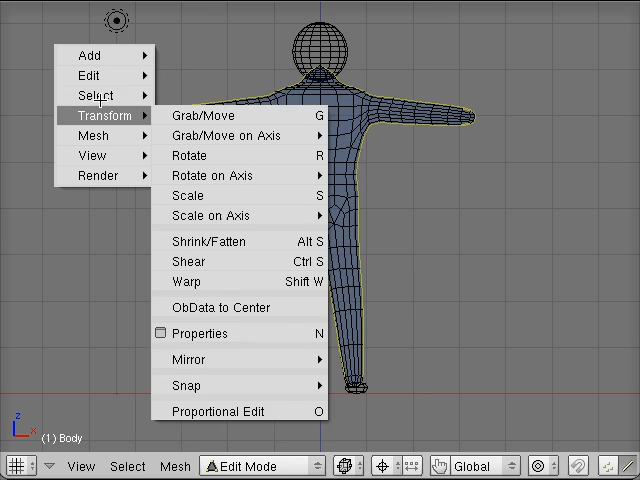 Add
Edit
Select
Transform
Mesh
View
Render
Grab/Move G
Grab/Move on Axis
Rotate R
Rotate on Axis
Scale S
Scale on Axis
Shrink/Fatten Alt S
Shear Ctrl S
Warp Shift W
ObData to Center
Properties N
Mirror
Snap
Proportional Edit O
z
x
(1) Body
View Select Mesh Edit Mode Global